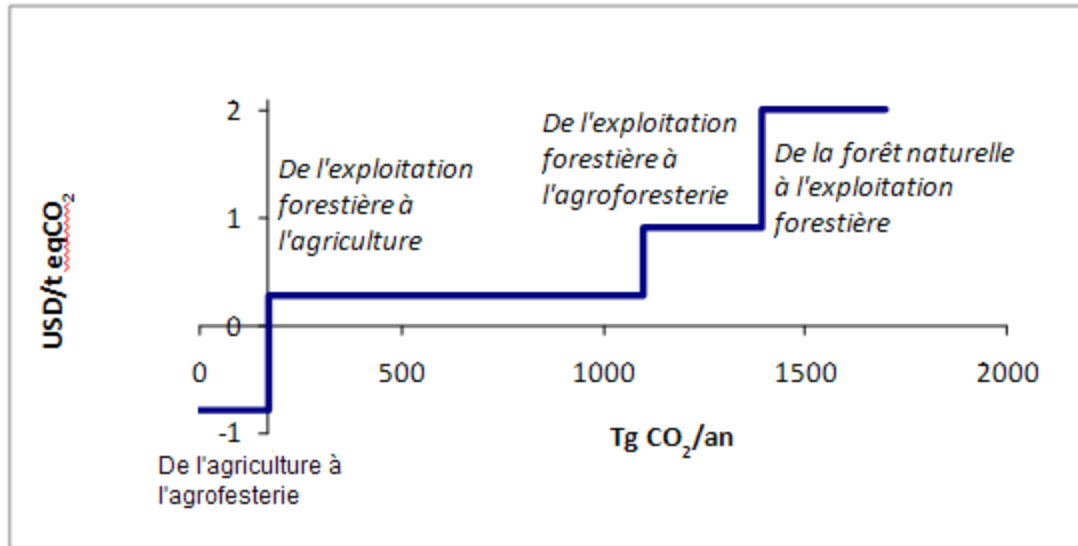 2
De l'exploitation
forestière à
l'agriculture
De l'exploitation
forestière à
l'agroforesterie
De la forêt naturelle
à l'exploitation
forestière
1
USD/t eqCO₂
0
0 500 1000 1500 2000
-1
Tg CO₂/an
De l'agriculture à
l'agrofesterie